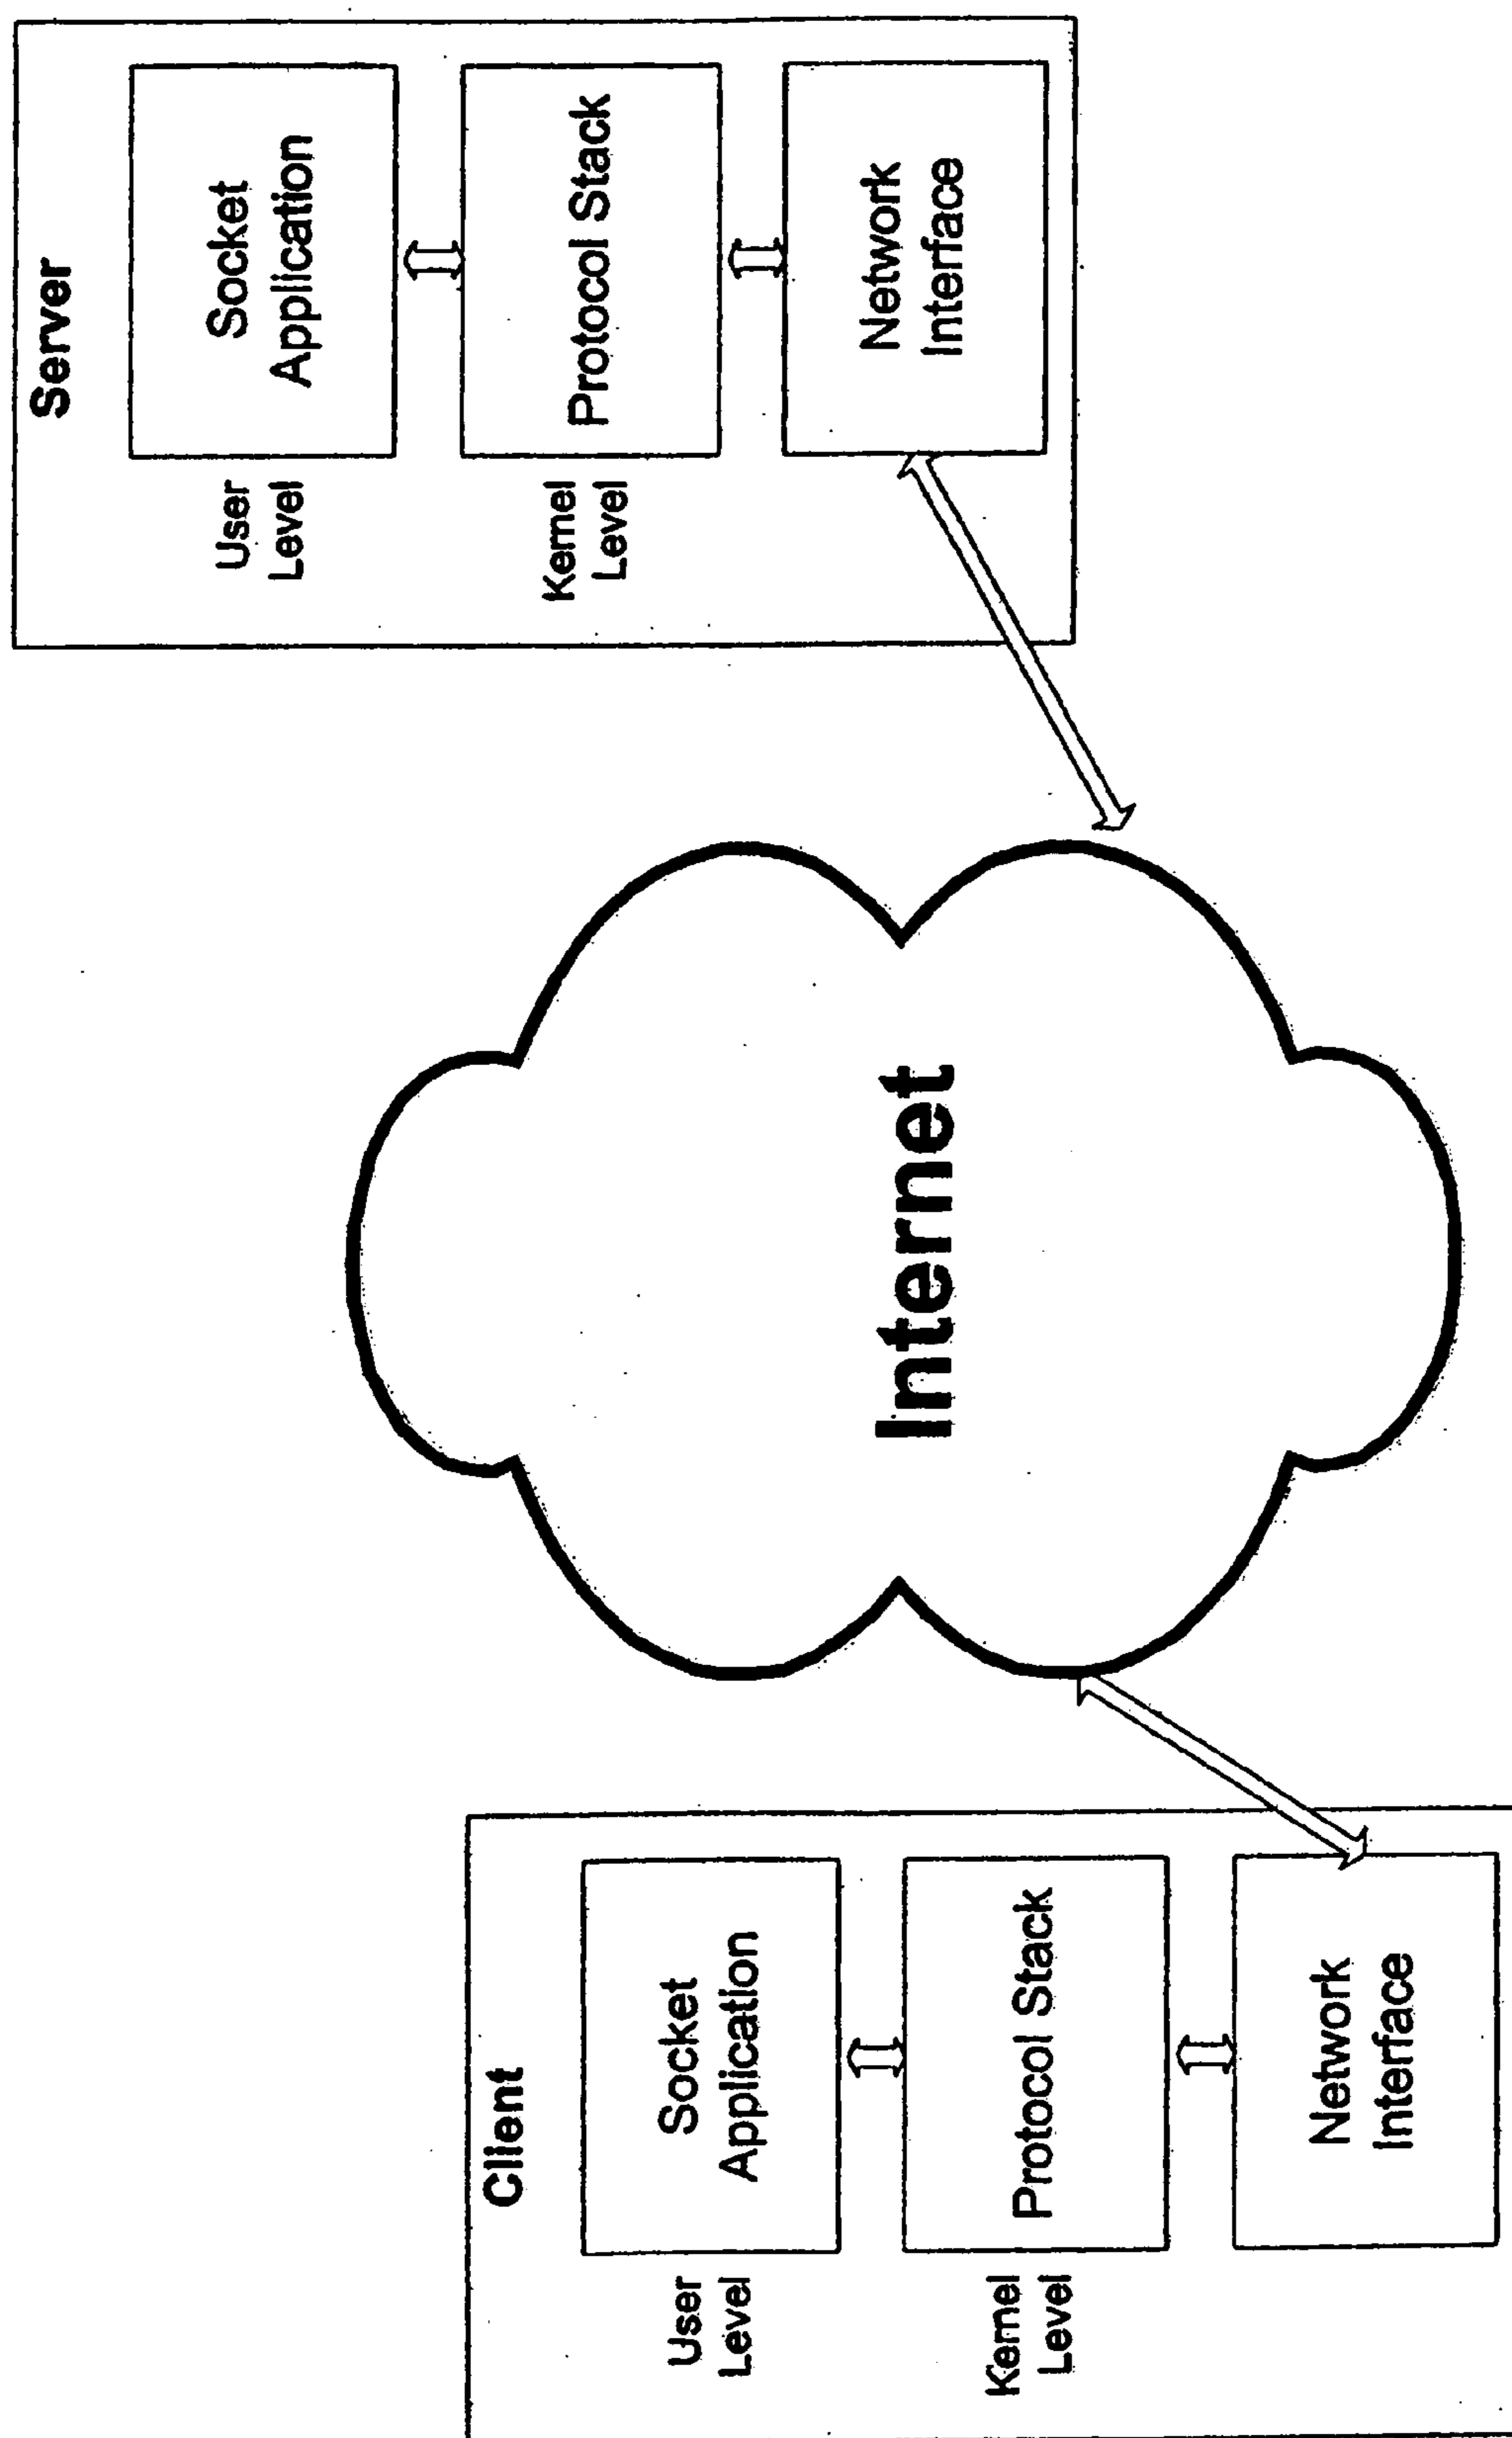 Client
User
Level
Socket
Application
Kernel
Level
Protocol Stack
Network
Interface
Internet
Server
User
Level
Socket
Application
Kernel
Level
Protocol Stack
Network
Interface